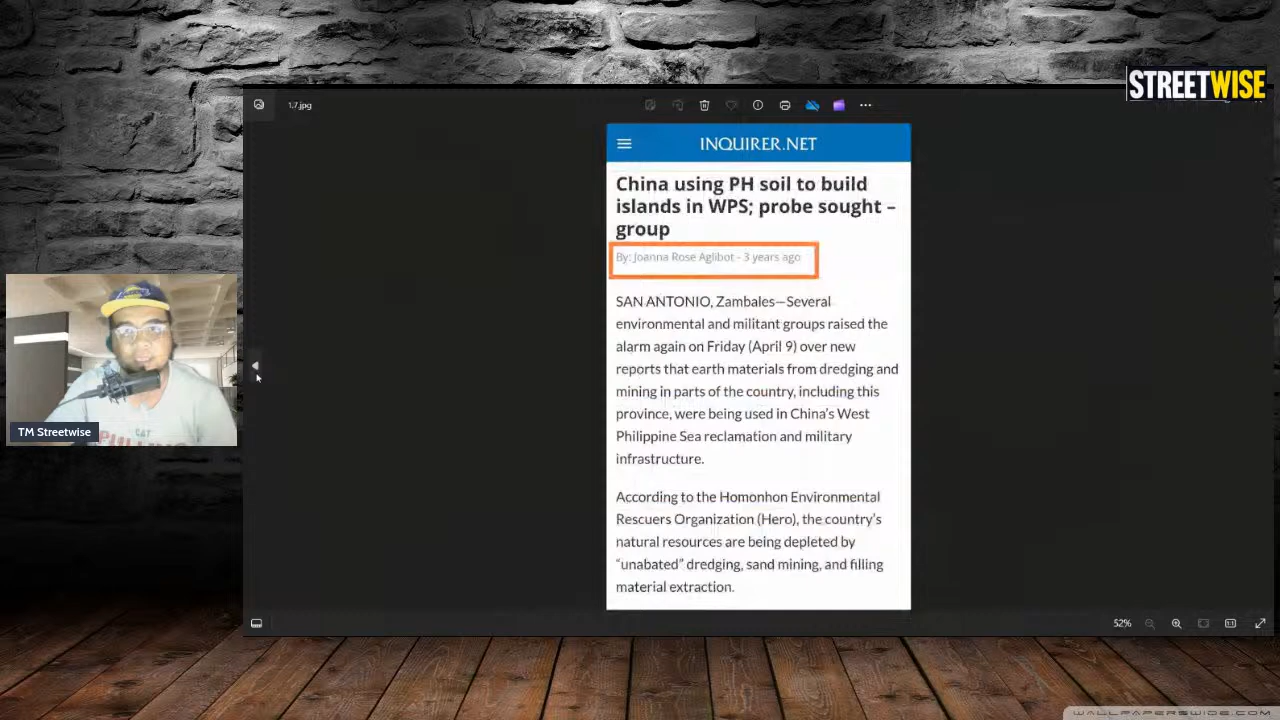 STREETWISE
1.7.jpg
INQUIRER.NET
China using PH soil to build
islands in WPS; probe sought –
group
By: Joanna Rose Aglibot - 3 years ago
SAN ANTONIO, Zambales—Several
environmental and militant groups raised the
alarm again on Friday (April 9) over new
reports that earth materials from dredging and
mining in parts of the country, including this
province, were being used in China's West
Philippine Sea reclamation and military
infrastructure.
According to the Homonhon Environmental
Rescuers Organization (Hero), the country's
natural resources are being depleted by
“unabated” dredging, sand mining, and filling
material extraction.
CAT
TM Streetwise
52%
WALLPAPERSWIDE.COM